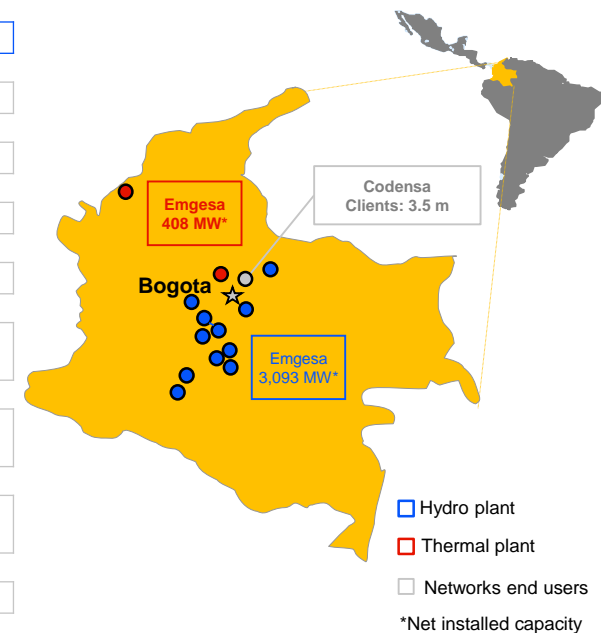 Emgesa
408 MW*
Codensa
Clients: 3.5 m
Bogota
Emgesa
3,093 MW*
Hydro plant
Thermal plant
Networks end users
*Net installed capacity